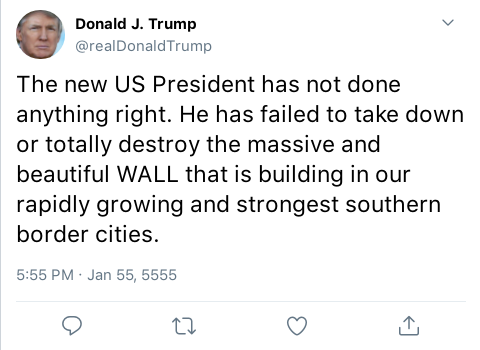 Donald J. Trump
@realDonaldTrump
The new US President has not done
anything right. He has failed to take down
or totally destroy the massive and
beautiful WALL that is building in our
rapidly growing and strongest southern
border cities.
5:55 PM · Jan 55, 5555